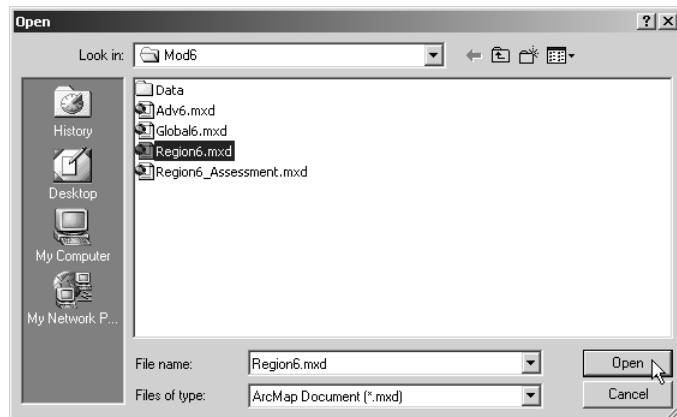 Open
Look in: Mod6
History
Desktop
My Computer
My Network P...
Data
Adv6.mxd
Global6.mxd
Region6.mxd
Region6_Assessment.mxd
File name: Region6.mxd Open
Files of type: ArcMap Document (*.mxd) Cancel